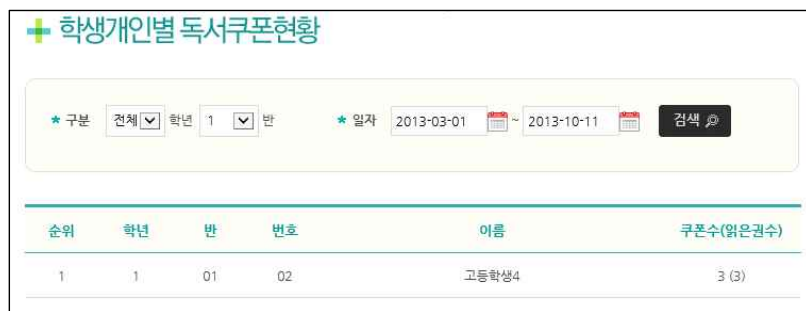 학생개인별 독서쿠폰현황
* 구분 전체 학년 1 반 * 일자 2013-03-01 ~ 2013-10-11 검색
순위 학년 반 번호 이름 쿠폰수(읽은권수)
1 1 01 02 고등학생4 3 (3)